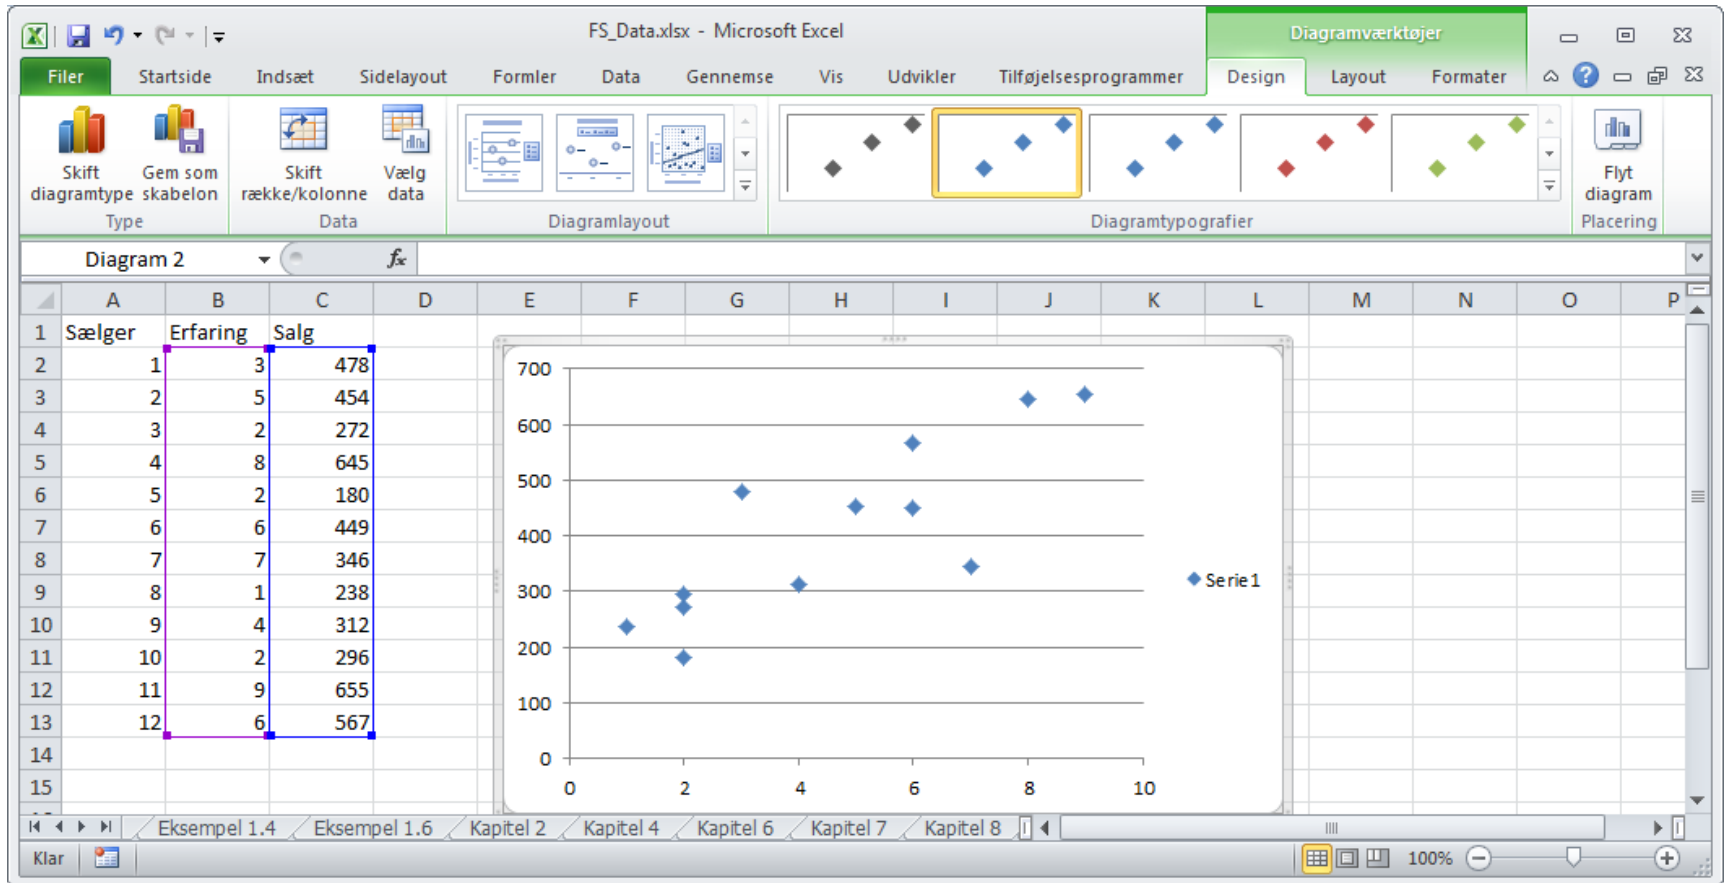 FS_Data.xlsx - Microsoft Excel
Diagramværktøjer
Filer Startside Indsæt Sidelayout Formler Data Gennemse Vis Udvikler Tilføjelsesprogrammer Design Layout Formater
Skift diagramtype
Gem som skabelon
Skift række/kolonne
Vælg data
Flyt diagram
Type Data Diagramlayout Diagramtypografier Placering
Diagram 2 fx
A B C D E F G H I J K L M N O P
1 Sælger Erfaring Salg
2 1 3 478
3 2 5 454
4 3 2 272
5 4 8 645
6 5 2 180
7 6 6 449
8 7 7 346
9 8 1 238
10 9 4 312
11 10 2 296
12 11 9 655
13 12 6 567
14
15
700
600
500
400
300
200
100
0
0 2 4 6 8 10
Serie1
Eksempel 1.4 Eksempel 1.6 Kapitel 2 Kapitel 4 Kapitel 6 Kapitel 7 Kapitel 8
Klar 100%